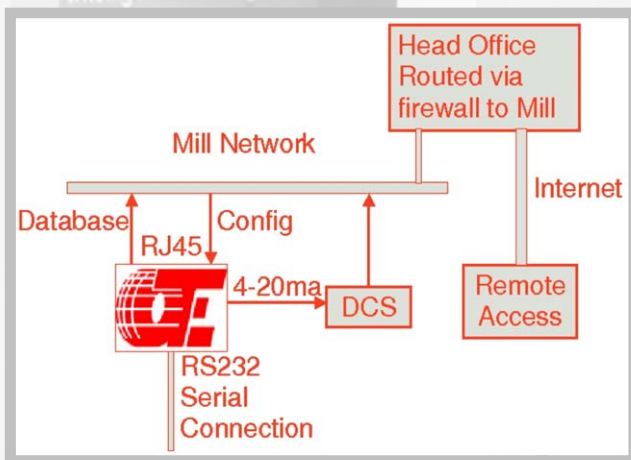 Head Office
Routed via
firewall to Mill
Mill Network
Internet
Database
Config
RJ45
4-20ma
DCS
Remote
Access
RS232
Serial
Connection